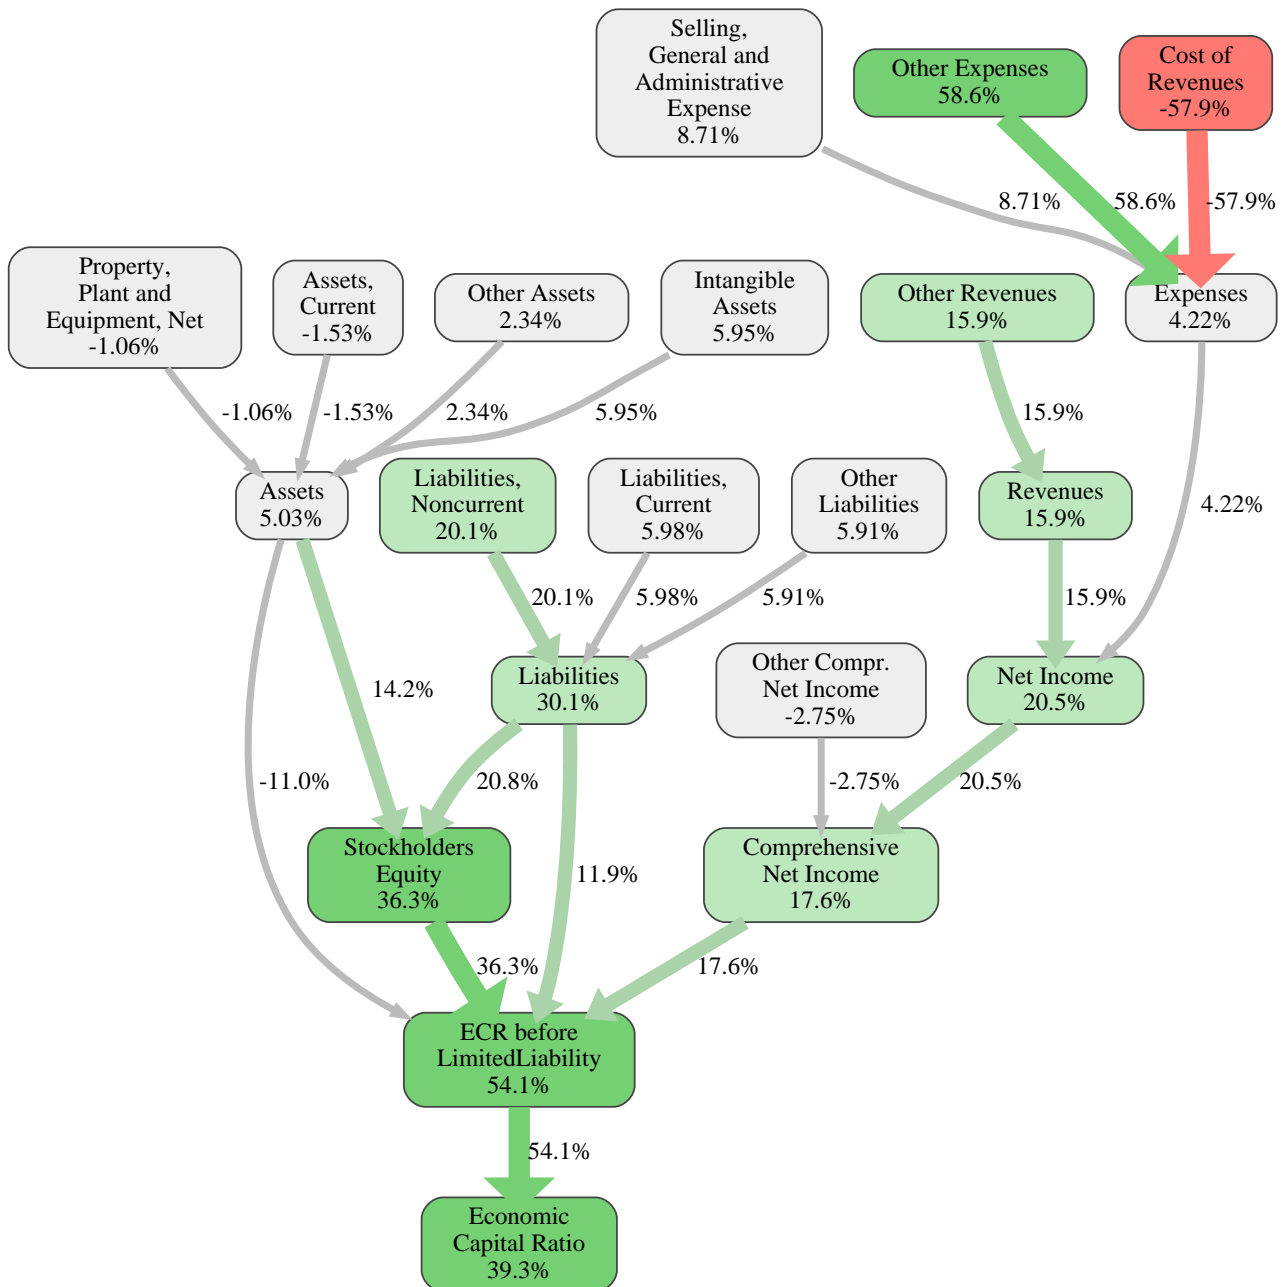 Selling,
General and
Administrative
Expense
8.71%
Other Expenses
58.6%
Cost of
Revenues
-57.9%
8.71%
58.6%
-57.9%
Property,
Plant and
Equipment, Net
-1.06%
Assets,
Current
-1.53%
Other Assets
2.34%
Intangible
Assets
5.95%
Other Revenues
15.9%
Expenses
4.22%
-1.06%
-1.53%
2.34%
5.95%
15.9%
4.22%
Assets
5.03%
Liabilities,
Noncurrent
20.1%
Liabilities,
Current
5.98%
Other
Liabilities
5.91%
Revenues
15.9%
20.1%
5.98%
5.91%
15.9%
14.2%
Liabilities
30.1%
Other Compr.
Net Income
-2.75%
Net Income
20.5%
-11.0%
20.8%
-2.75%
20.5%
Stockholders
Equity
36.3%
11.9%
Comprehensive
Net Income
17.6%
36.3%
17.6%
ECR before
LimitedLiability
54.1%
54.1%
Economic
Capital Ratio
39.3%